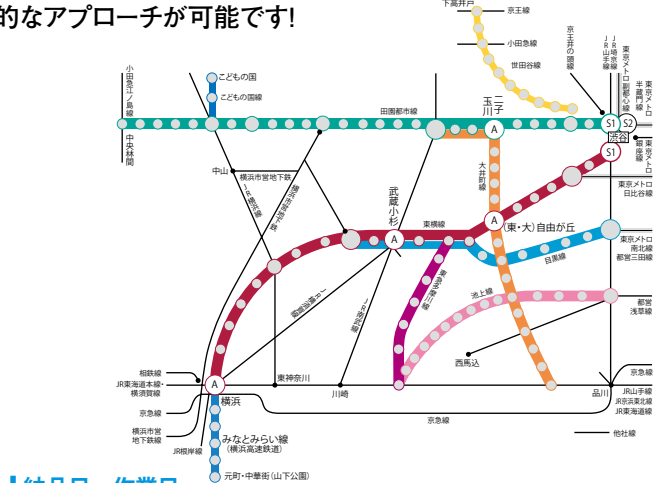 的なアプローチが可能です!
下高井戸
京王線
小田急線
世田谷線
京王井の頭線
JR山手線
JR埼京線
東京メトロ副都心線
東京メトロ
半蔵門線
小田急江ノ島線
こどもの国
こどもの国線
田園都市線
二子
玉川
A
S1
S2
渋谷
S1
東京メトロ
銀座線
中央林間
中山
横浜市営地下鉄
JR横浜線
横浜市営地下鉄
武蔵小杉
大井町線
東京メトロ
日比谷線
東横線
A
A
(東・大)自由が丘
目黒線
東京メトロ
南北線
都営三田線
東急多摩川線
池上線
JR横須賀線
JR南武線
都営
浅草線
西馬込
相鉄線
JR東海道本線・
横須賀線
京急線
横浜市営
地下鉄線
JR根岸線
A
横浜
東神奈川
川崎
品川
京急線
JR山手線
JR京浜東北線
JR東海道線
京急線
みなとみらい線
(横浜高速鉄道)
他社線
元町・中華街(山下公園)